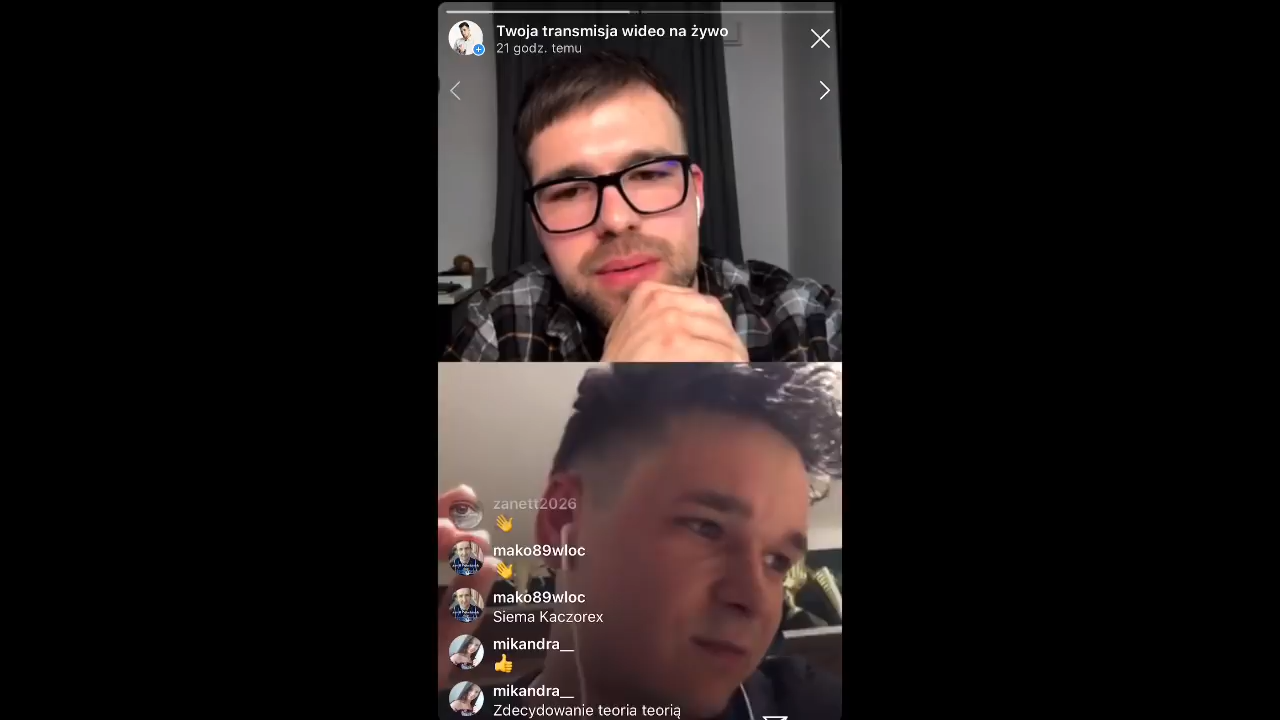 Twoja transmisja wideo na żywo
21 godz. temu
zanett2026
mako89wloc
mako89wloc
Siema Kaczorex
mikandra__
mikandra__
Zdecydowanie teoria teorią